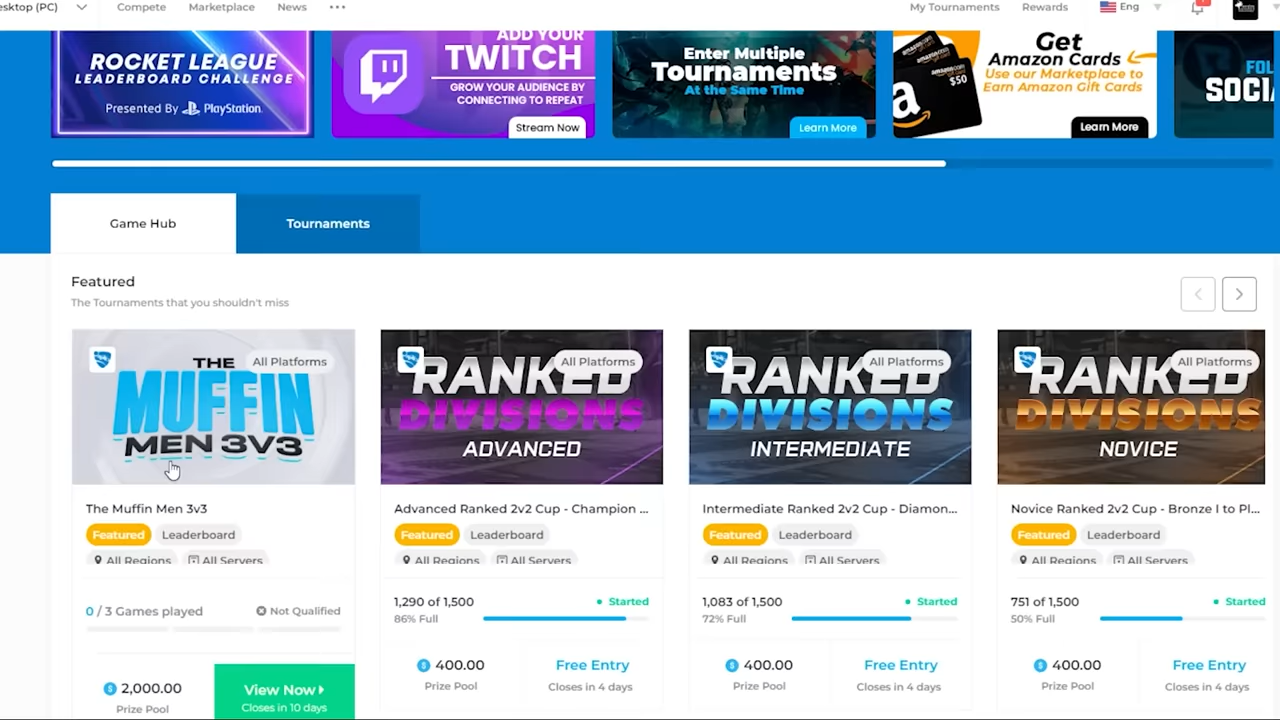 esktop (PC)
Compete
Marketplace
News
My Tournaments
Rewards
Eng
ROCKET LEAGUE
LEADERBOARD CHALLENGE
Presented By PlayStation.
ADD YOUR
TWITCH
GROW YOUR AUDIENCE BY
CONNECTING TO REPEAT
Stream Now
Enter Multiple
Tournaments
At the Same Time
Learn More
amazon.com
$50
Get
Amazon Cards
Use our Marketplace to
Earn Amazon Gift Cards
Learn More
FOL
SOCIA
Game Hub
Tournaments
Featured
The Tournaments that you shouldn't miss
All Platforms
THE
MUFFIN
MEN 3V3
The Muffin Men 3v3
Featured
Leaderboard
All Regions
All Servers
0 / 3 Games played
Not Qualified
2,000.00
Prize Pool
View Now
Closes in 10 days
All Platforms
RANKED
DIVISIONS
ADVANCED
Advanced Ranked 2v2 Cup - Champion ...
Featured
Leaderboard
All Regions
All Servers
1,290 of 1,500
Started
86% Full
400.00
Prize Pool
Free Entry
Closes in 4 days
All Platforms
RANKED
DIVISIONS
INTERMEDIATE
Intermediate Ranked 2v2 Cup - Diamon...
Featured
Leaderboard
All Regions
All Servers
1,083 of 1,500
Started
72% Full
400.00
Prize Pool
Free Entry
Closes in 4 days
All Platforms
RANKED
DIVISIONS
NOVICE
Novice Ranked 2v2 Cup - Bronze I to Pl...
Featured
Leaderboard
All Regions
All Servers
751 of 1,500
Started
50% Full
400.00
Prize Pool
Free Entry
Closes in 4 days